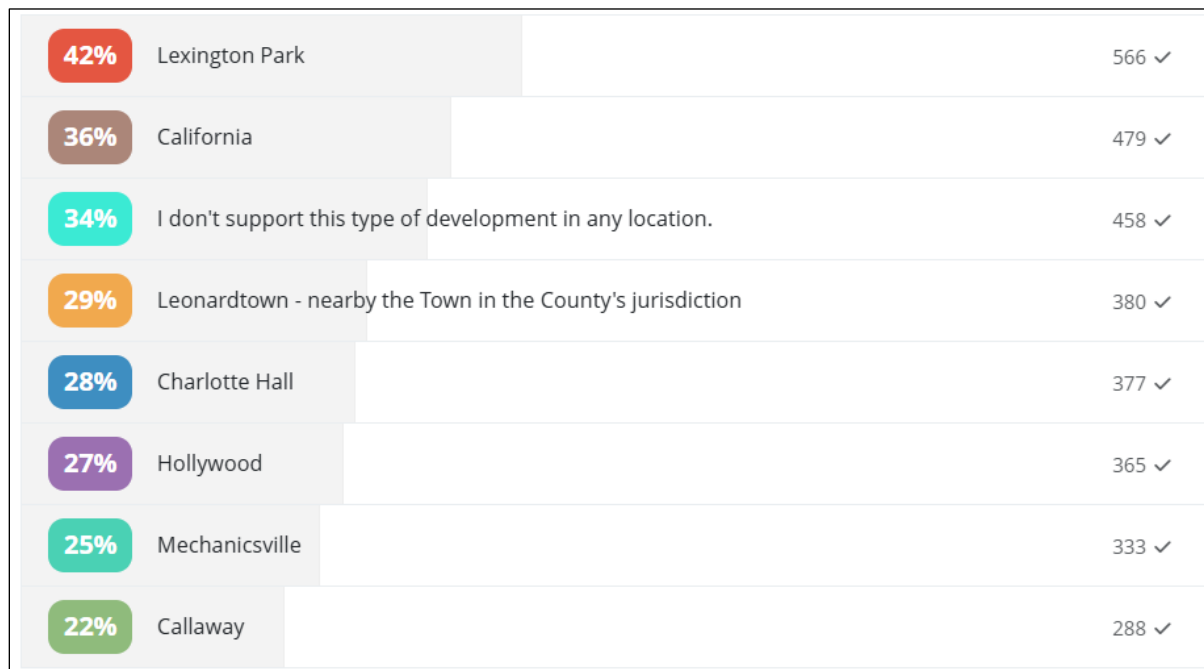 42% Lexington Park 566
36% California 479
34% I don't support this type of development in any location. 458
29% Leonardtown - nearby the Town in the County's jurisdiction 380
28% Charlotte Hall 377
27% Hollywood 365
25% Mechanicsville 333
22% Callaway 288